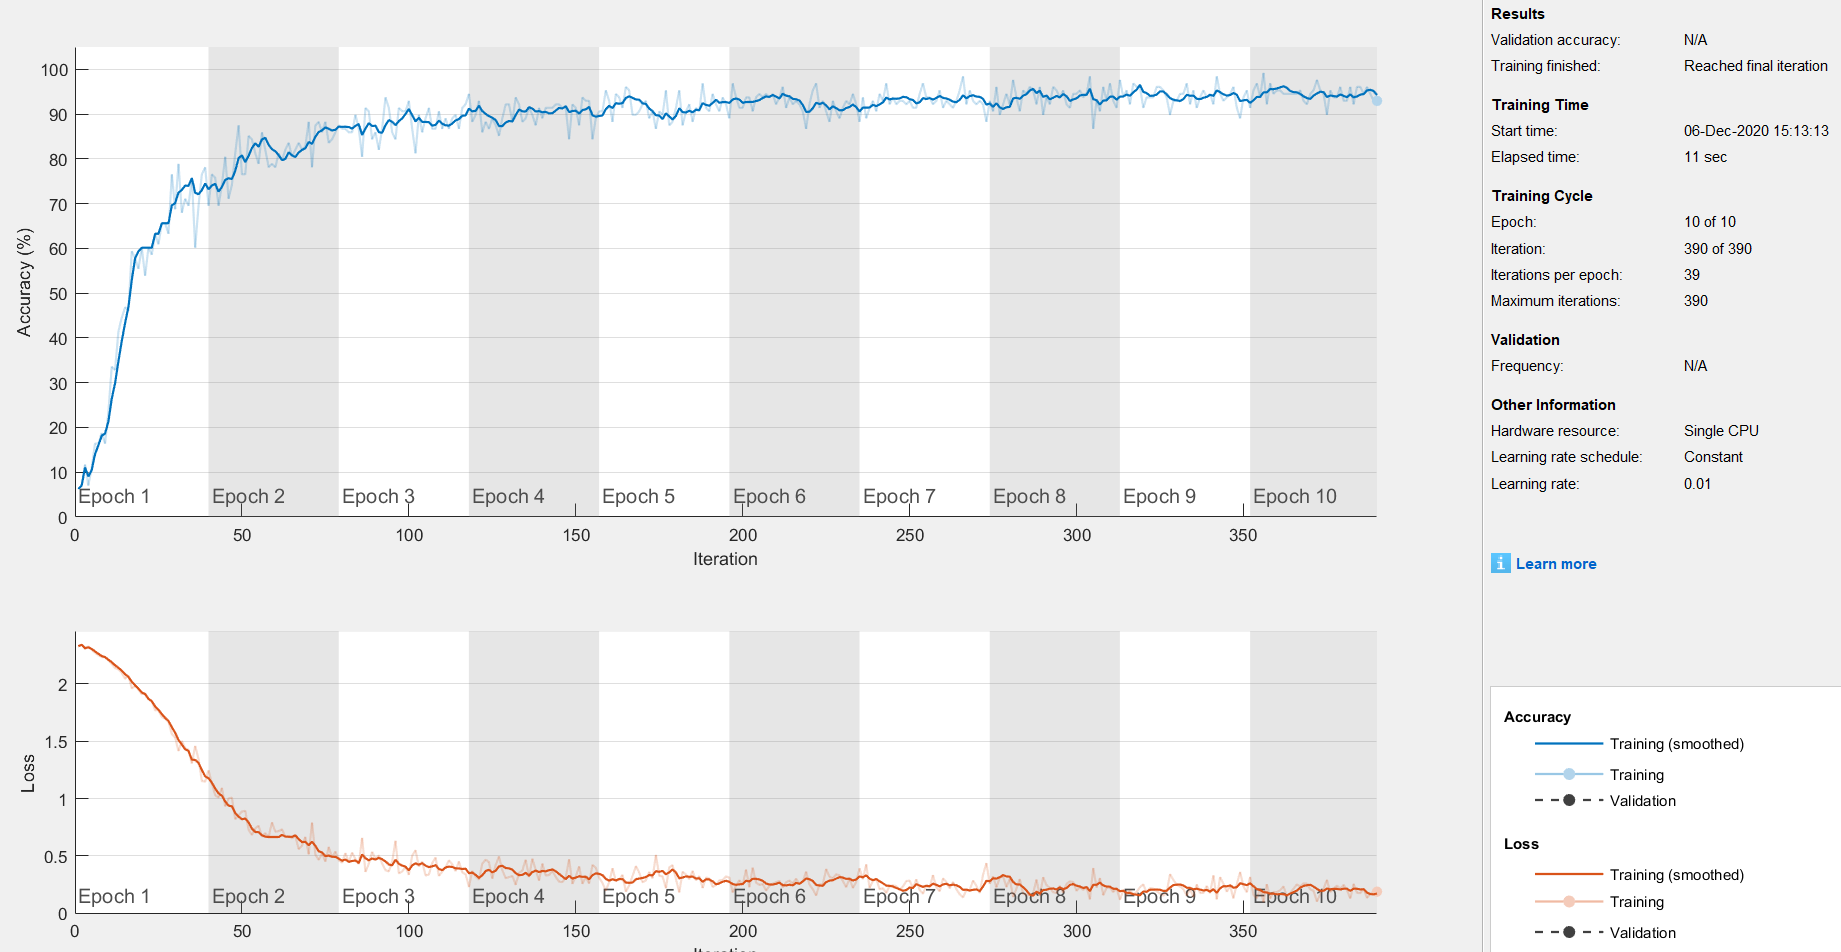 Results
Validation accuracy: N/A
Training finished: Reached final iteration
Training Time
Start time: 06-Dec-2020 15:13:13
Elapsed time: 11 sec
Training Cycle
Epoch: 10 of 10
Iteration: 390 of 390
Iterations per epoch: 39
Maximum iterations: 390
Validation
Frequency: N/A
Other Information
Hardware resource: Single CPU
Learning rate schedule: Constant
Learning rate: 0.01
i Learn more
Accuracy (%)
100
90
80
70
60
50
40
30
20
10
0
Epoch 1 Epoch 2 Epoch 3 Epoch 4 Epoch 5 Epoch 6 Epoch 7 Epoch 8 Epoch 9 Epoch 10
0 50 100 150 200 250 300 350
Iteration
Loss
2
1.5
1
0.5
0
Epoch 1 Epoch 2 Epoch 3 Epoch 4 Epoch 5 Epoch 6 Epoch 7 Epoch 8 Epoch 9 Epoch 10
0 50 100 150 200 250 300 350
Iteration
Accuracy
Training (smoothed)
Training
Validation
Loss
Training (smoothed)
Training
Validation